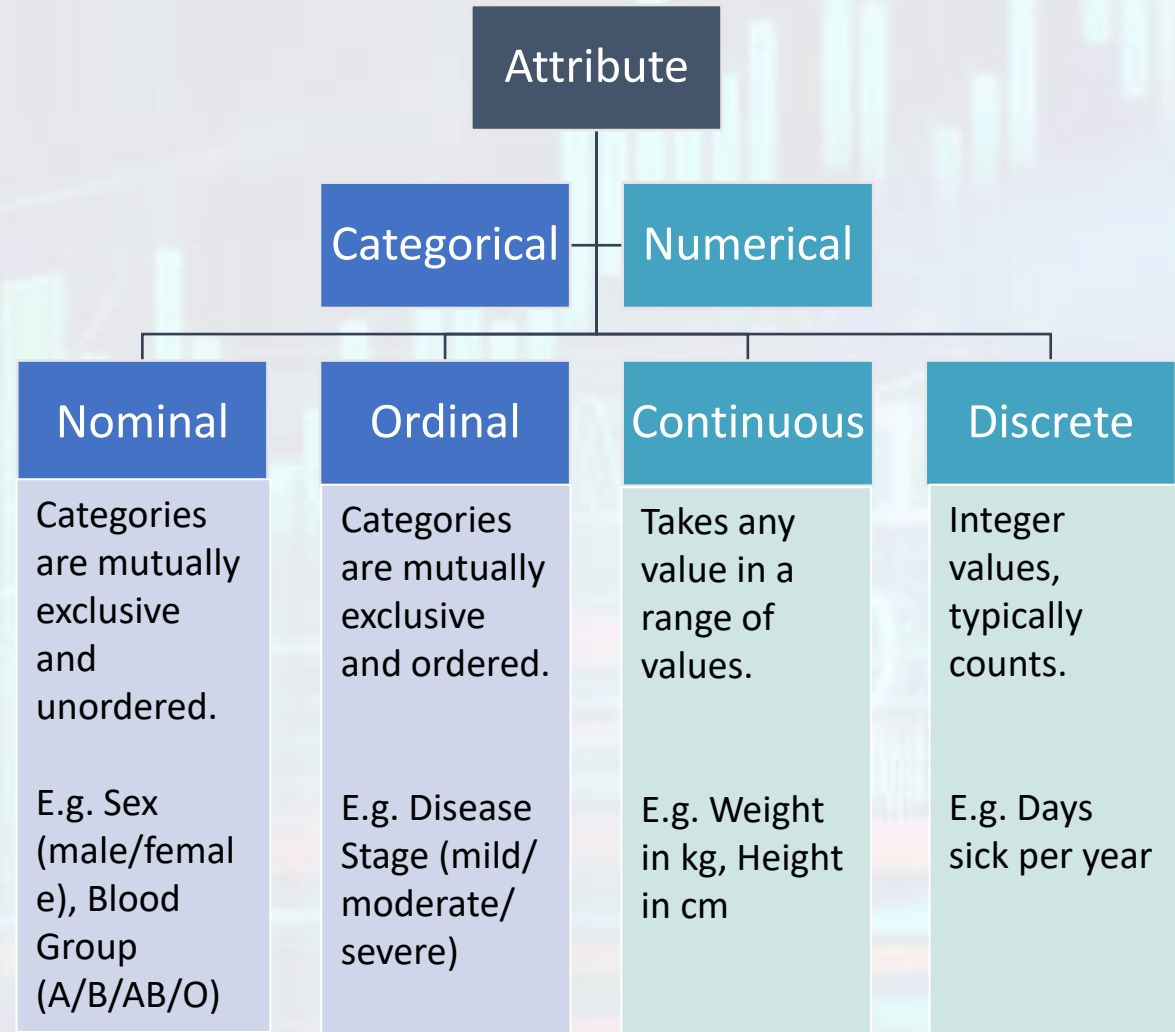 Attribute
Categorical
Numerical
Nominal
Categories
are mutually
exclusive
and
unordered.
E.g. Sex
(male/femal
e), Blood
Group
(A/B/AB/O)
Ordinal
Categories
are mutually
exclusive
and ordered.
E.g. Disease
Stage (mild/
moderate/
severe)
Continuous
Takes any
value in a
range of
values.
E.g. Weight
in kg, Height
in cm
Discrete
Integer
values,
typically
counts.
E.g. Days
sick per year